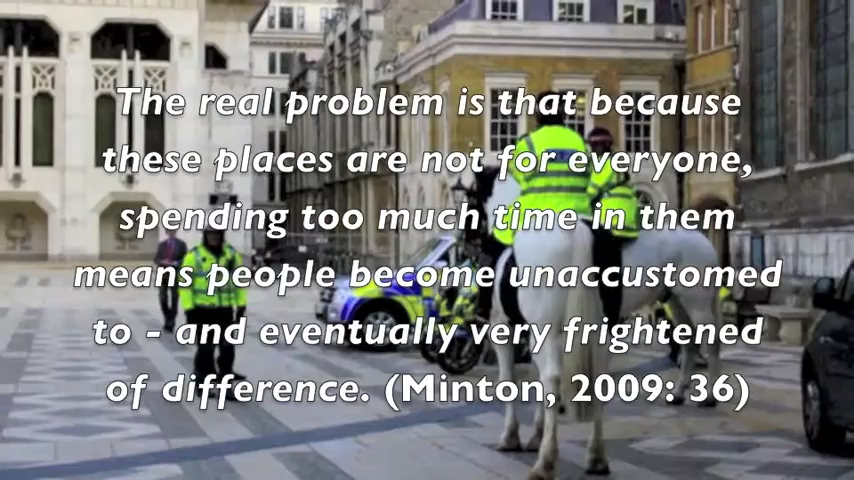 The real problem is that because
these places are not for everyone,
spending too much time in them
means people become unaccustomed
to - and eventually very frightened
of difference. (Minton, 2009: 36)